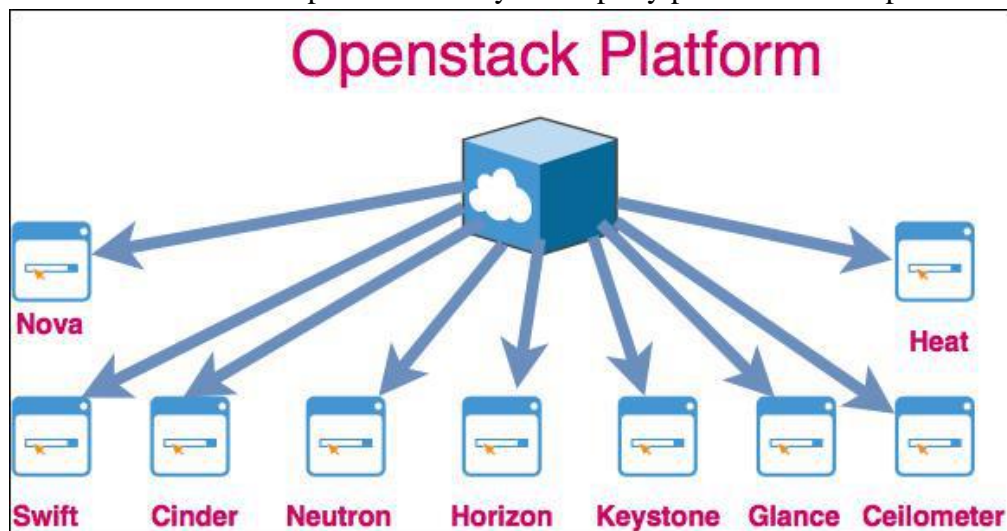 Openstack Platform
Nova
Heat
Swift Cinder Neutron Horizon Keystone Glance Ceilometer